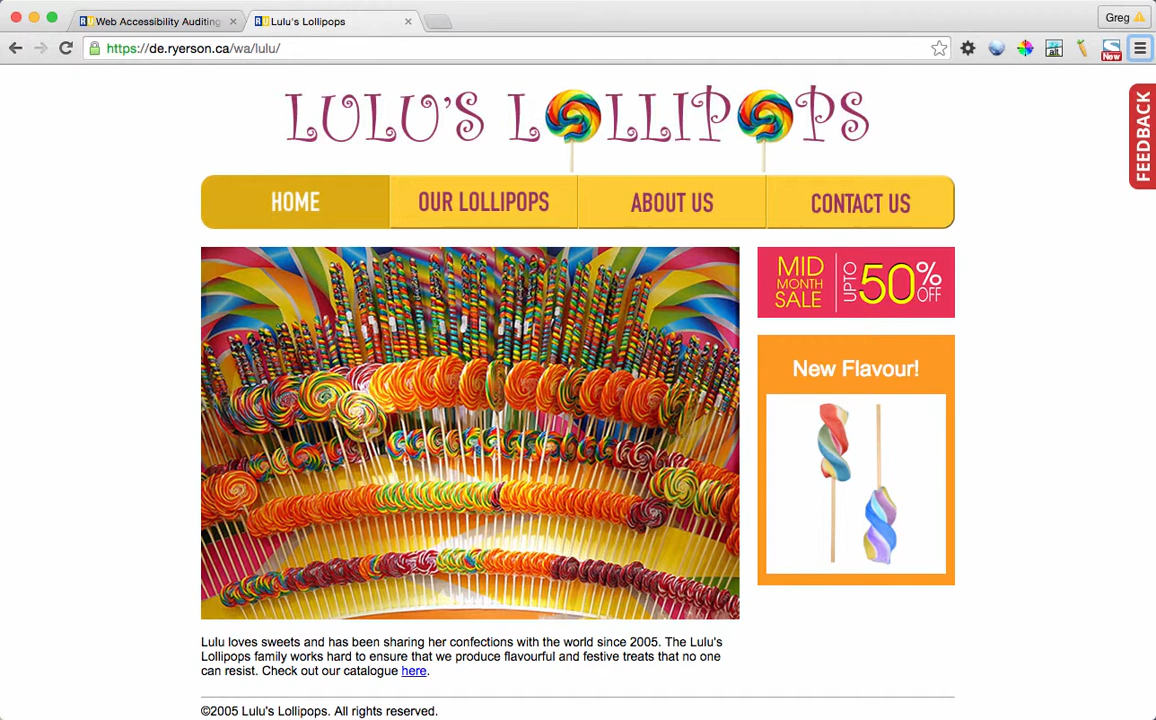 Web Accessibility Auditing
Lulu's Lollipops
Greg
https://de.ryerson.ca/wa/lulu/
alt
New
FEEDBACK
LULU'S LOLLIPOPS
HOME
OUR LOLLIPOPS
ABOUT US
CONTACT US
MID
MONTH
SALE
UPTO
50% OFF
New Flavour!
Lulu loves sweets and has been sharing her confections with the world since 2005. The Lulu's
Lollipops family works hard to ensure that we produce flavourful and festive treats that no one
can resist. Check out our catalogue here.
©2005 Lulu's Lollipops. All rights reserved.